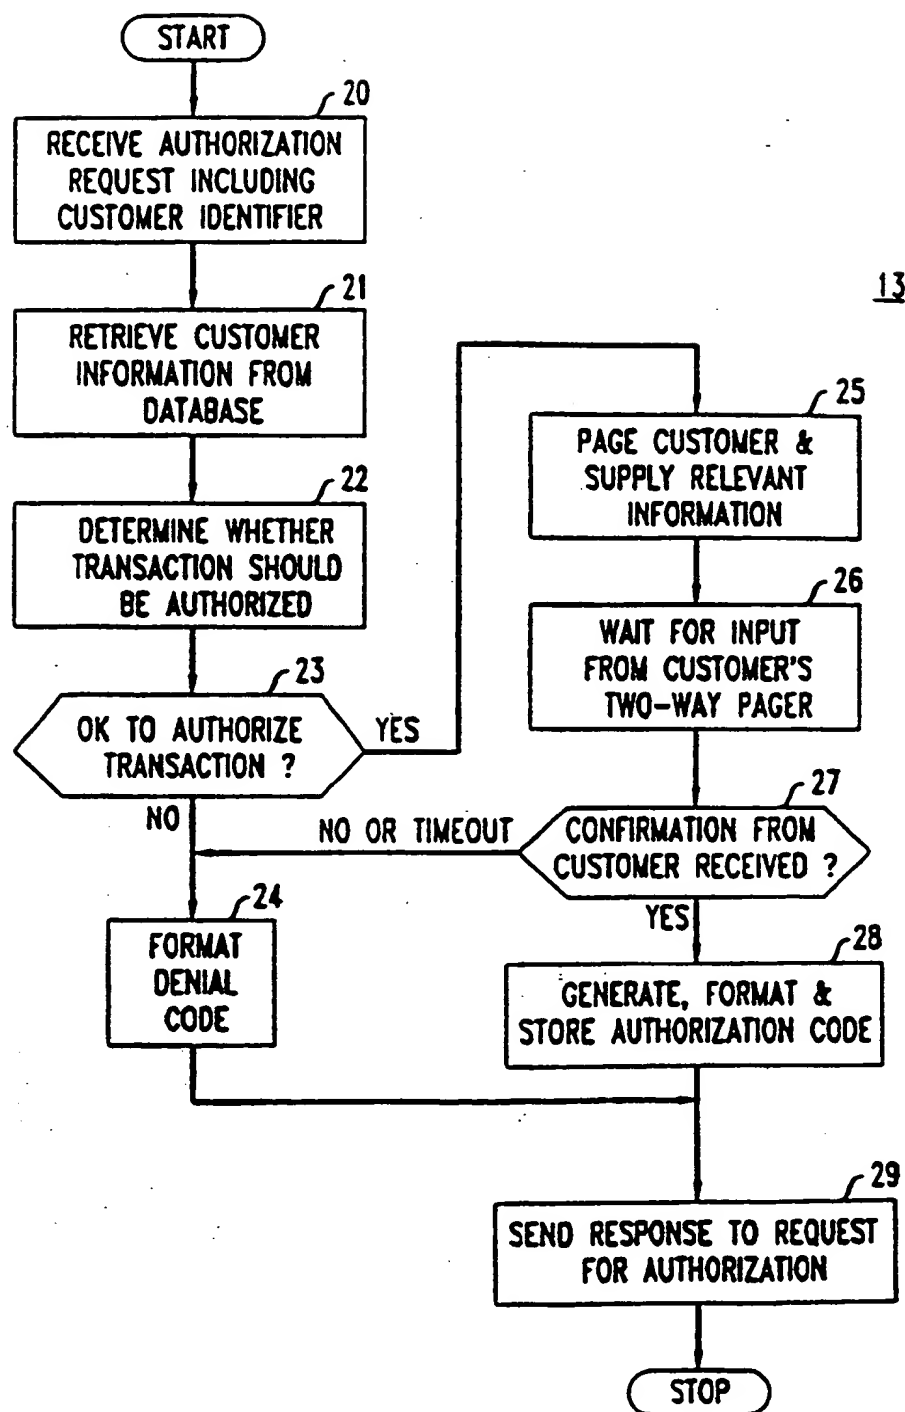 START
20
RECEIVE AUTHORIZATION
REQUEST INCLUDING
CUSTOMER IDENTIFIER
21
RETRIEVE CUSTOMER
INFORMATION FROM
DATABASE
22
DETERMINE WHETHER
TRANSACTION SHOULD
BE AUTHORIZED
23
OK TO AUTHORIZE
TRANSACTION ?
YES
NO
24
FORMAT
DENIAL
CODE
13
25
PAGE CUSTOMER &
SUPPLY RELEVANT
INFORMATION
26
WAIT FOR INPUT
FROM CUSTOMER'S
TWO-WAY PAGER
27
CONFIRMATION FROM
CUSTOMER RECEIVED ?
NO OR TIMEOUT
YES
28
GENERATE, FORMAT &
STORE AUTHORIZATION CODE
29
SEND RESPONSE TO REQUEST
FOR AUTHORIZATION
STOP